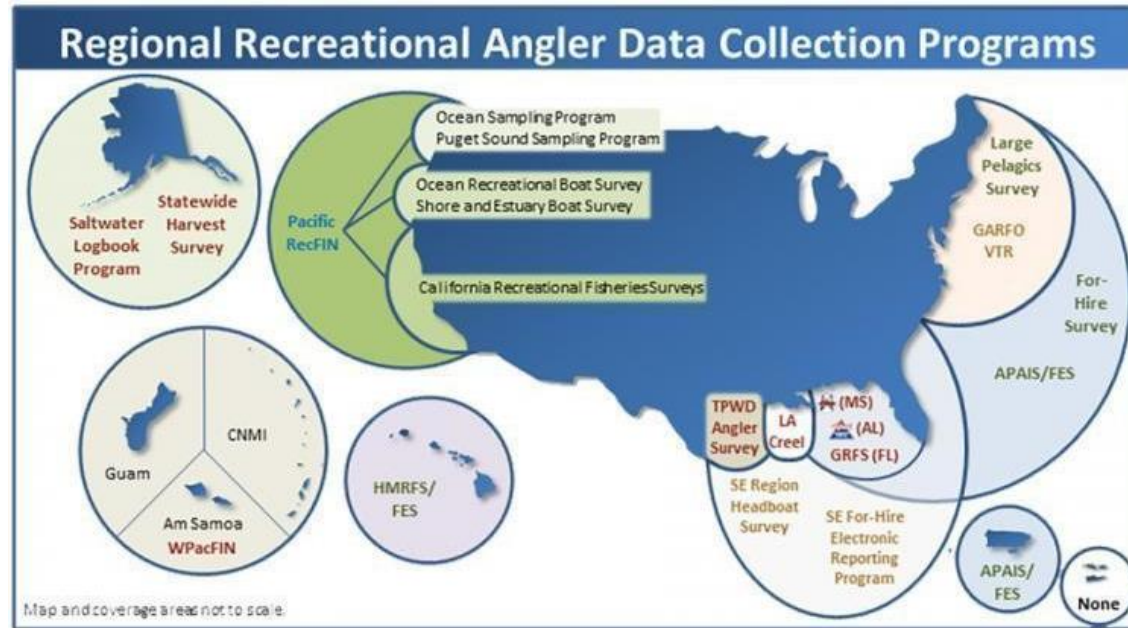 Regional Recreational Angler Data Collection Programs
Saltwater
Logbook
Program
Statewide
Harvest
Survey
Pacific
RecFIN
Ocean Sampling Program
Puget Sound Sampling Program
Ocean Recreational Boat Survey
Shore and Estuary Boat Survey
California Recreational Fisheries Surveys
Large
Pelagics
Survey
GARFO
VTR
For-
Hire
Survey
APAIS/FES
TPWD
Angler
Survey
LA
Creel
(MS)
(AL)
GRFS (FL)
SE Region
Headboat
Survey
SE For-Hire
Electronic
Reporting
Program
Guam
CNMI
Am Samoa
WPacFIN
HMRFS/
FES
APAIS/
FES
None
Map and coverage areas not to scale.